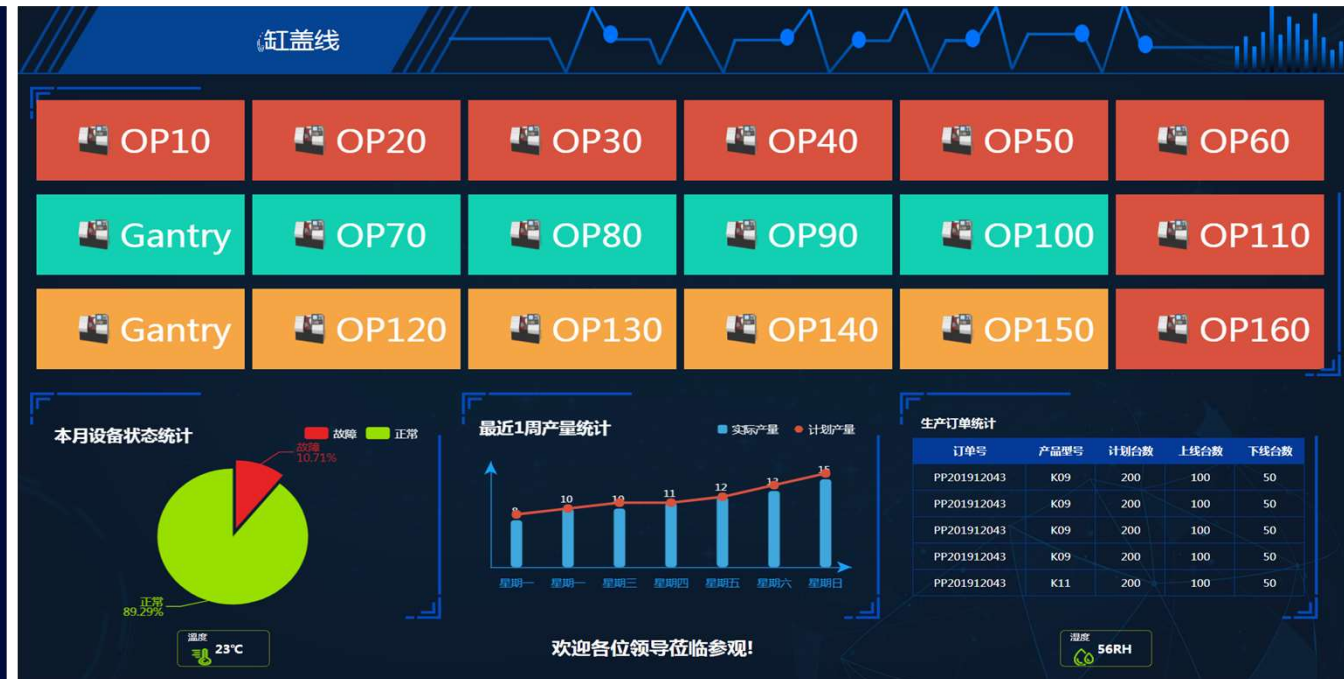 缸盖线
OP10 OP20 OP30 OP40 OP50 OP60
Gantry OP70 OP80 OP90 OP100 OP110
Gantry OP120 OP130 OP140 OP150 OP160
本月设备状态统计
故障 正常
故障
10.71%
正常
89.29%
最近1周产量统计
实际产量 计划产量
8 10 10 11 12 13 15
星期一 星期一 星期三 星期四 星期五 星期六 星期日
生产订单统计
订单号 产品型号 计划台数 上线台数 下线台数
PP201912043 K09 200 100 50
PP201912043 K09 200 100 50
PP201912043 K09 200 100 50
PP201912043 K09 200 100 50
PP201912043 K11 200 100 50
温度
23℃
欢迎各位领导莅临参观!
湿度
56RH